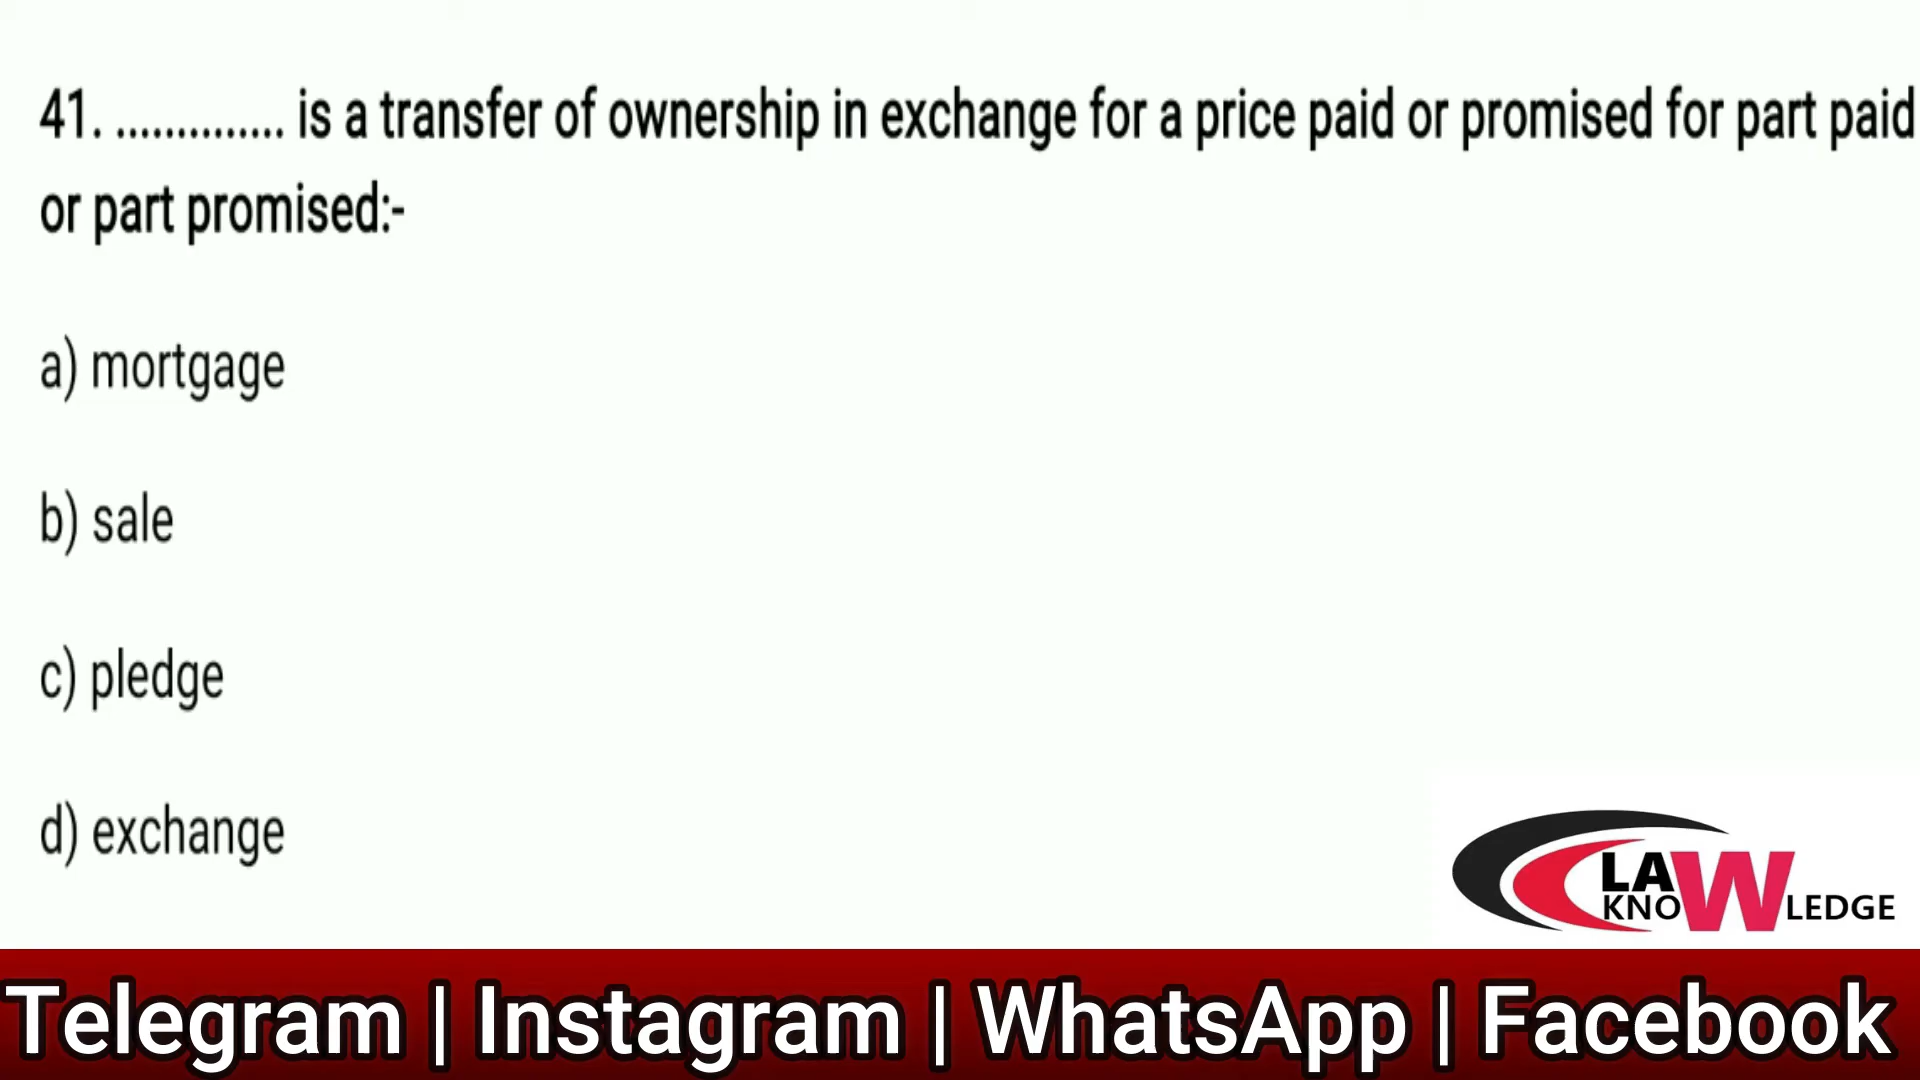 41. .............. is a transfer of ownership in exchange for a price paid or promised for part paid
or part promised:-
a) mortgage
b) sale
c) pledge
d) exchange
LAW
KNOWLEDGE
Telegram | Instagram | WhatsApp | Facebook